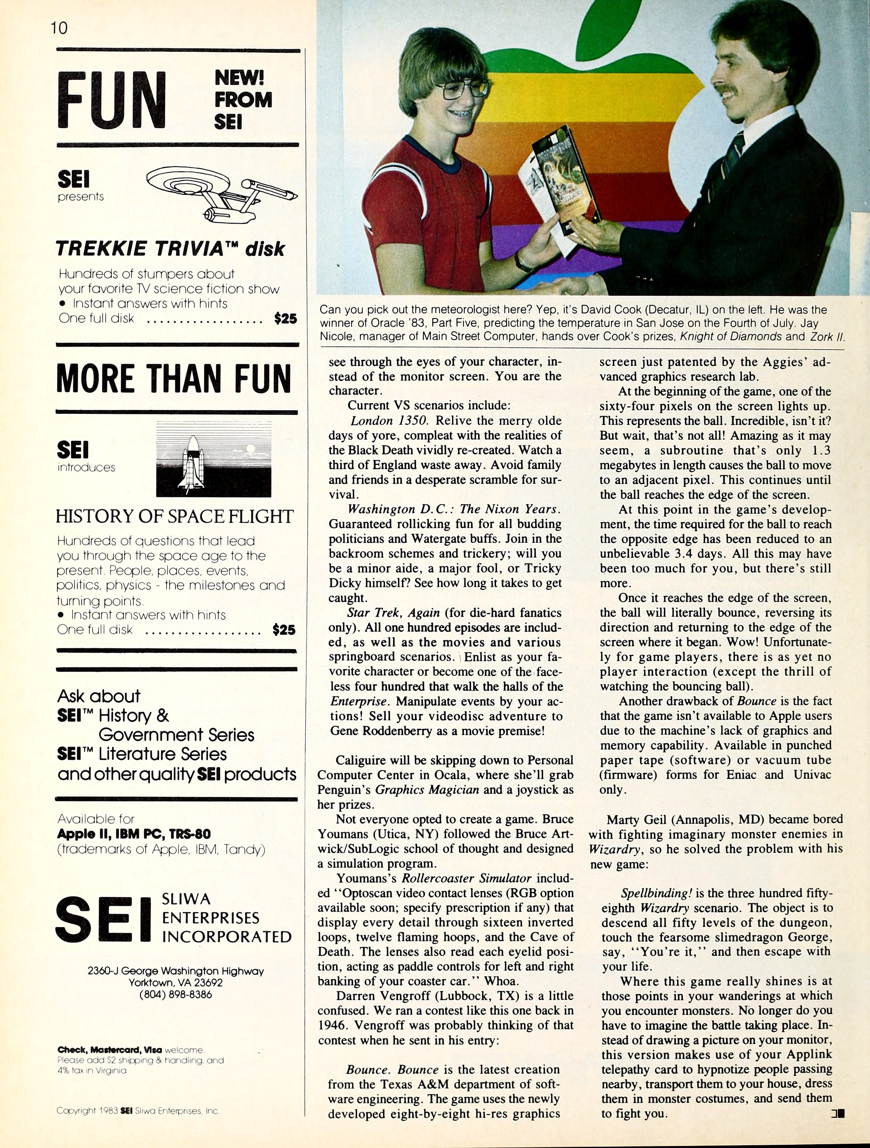 10
FUN
NEW!
FROM
SEI
SEI
presents
TREKKIE TRIVIA™ disk
Hundreds of stumpers about
your favorite TV science fiction show
• Instant answers with hints
One full disk .................. $25
MORE THAN FUN
SEI
introduces
HISTORY OF SPACE FLIGHT
Hundreds of questions that lead
you through the space age to the
present. People, places, events,
politics, physics - the milestones and
turning points.
• Instant answers with hints
One full disk .................. $25
Ask about
SEI™ History &
Government Series
SEI™ Literature Series
and other quality SEI products
Available for
Apple II, IBM PC, TRS-80
(trademarks of Apple, IBM, Tandy)
SEI
SLIWA
ENTERPRISES
INCORPORATED
2360-J George Washington Highway
Yorktown, VA 23692
(804) 898-8386
Check, Mastercard, Visa welcome.
Please add $2 shipping & handling, and
4% tax in Virginia
Copyright 1983 SEI Sliwa Enterprises, Inc.
Can you pick out the meteorologist here? Yep, it's David Cook (Decatur, IL) on the left. He was the
winner of Oracle '83, Part Five, predicting the temperature in San Jose on the Fourth of July. Jay
Nicole, manager of Main Street Computer, hands over Cook's prizes, Knight of Diamonds and Zork II.
see through the eyes of your character, in-
stead of the monitor screen. You are the
character.
Current VS scenarios include:
London 1350. Relive the merry olde
days of yore, compleat with the realities of
the Black Death vividly re-created. Watch a
third of England waste away. Avoid family
and friends in a desperate scramble for sur-
vival.
Washington D.C.: The Nixon Years.
Guaranteed rollicking fun for all budding
politicians and Watergate buffs. Join in the
backroom schemes and trickery; will you
be a minor aide, a major fool, or Tricky
Dicky himself? See how long it takes to get
caught.
Star Trek, Again (for die-hard fanatics
only). All one hundred episodes are includ-
ed, as well as the movies and various
springboard scenarios. Enlist as your fa-
vorite character or become one of the face-
less four hundred that walk the halls of the
Enterprise. Manipulate events by your ac-
tions! Sell your videodisc adventure to
Gene Roddenberry as a movie premise!
Caliguire will be skipping down to Personal
Computer Center in Ocala, where she'll grab
Penguin's Graphics Magician and a joystick as
her prizes.
Not everyone opted to create a game. Bruce
Youmans (Utica, NY) followed the Bruce Art-
wick/SubLogic school of thought and designed
a simulation program.
Youmans's Rollercoaster Simulator includ-
ed "Optoscan video contact lenses (RGB option
available soon; specify prescription if any) that
display every detail through sixteen inverted
loops, twelve flaming hoops, and the Cave of
Death. The lenses also read each eyelid posi-
tion, acting as paddle controls for left and right
banking of your coaster car." Whoa.
Darren Vengroff (Lubbock, TX) is a little
confused. We ran a contest like this one back in
1946. Vengroff was probably thinking of that
contest when he sent in his entry:
Bounce. Bounce is the latest creation
from the Texas A&M department of soft-
ware engineering. The game uses the newly
developed eight-by-eight hi-res graphics
screen just patented by the Aggies' ad-
vanced graphics research lab.
At the beginning of the game, one of the
sixty-four pixels on the screen lights up.
This represents the ball. Incredible, isn't it?
But wait, that's not all! Amazing as it may
seem, a subroutine that's only 1.3
megabytes in length causes the ball to move
to an adjacent pixel. This continues until
the ball reaches the edge of the screen.
At this point in the game's develop-
ment, the time required for the ball to reach
the opposite edge has been reduced to an
unbelievable 3.4 days. All this may have
been too much for you, but there's still
more.
Once it reaches the edge of the screen,
the ball will literally bounce, reversing its
direction and returning to the edge of the
screen where it began. Wow! Unfortunate-
ly for game players, there is as yet no
player interaction (except the thrill of
watching the bouncing ball).
Another drawback of Bounce is the fact
that the game isn't available to Apple users
due to the machine's lack of graphics and
memory capability. Available in punched
paper tape (software) or vacuum tube
(firmware) forms for Eniac and Univac
only.
Marty Geil (Annapolis, MD) became bored
with fighting imaginary monster enemies in
Wizardry, so he solved the problem with his
new game:
Spellbinding! is the three hundred fifty-
eighth Wizardry scenario. The object is to
descend all fifty levels of the dungeon,
touch the fearsome slimedragon George,
say, "You're it," and then escape with
your life.
Where this game really shines is at
those points in your wanderings at which
you encounter monsters. No longer do you
have to imagine the battle taking place. In-
stead of drawing a picture on your monitor,
this version makes use of your Applink
telepathy card to hypnotize people passing
nearby, transport them to your house, dress
them in monster costumes, and send them
to fight you.